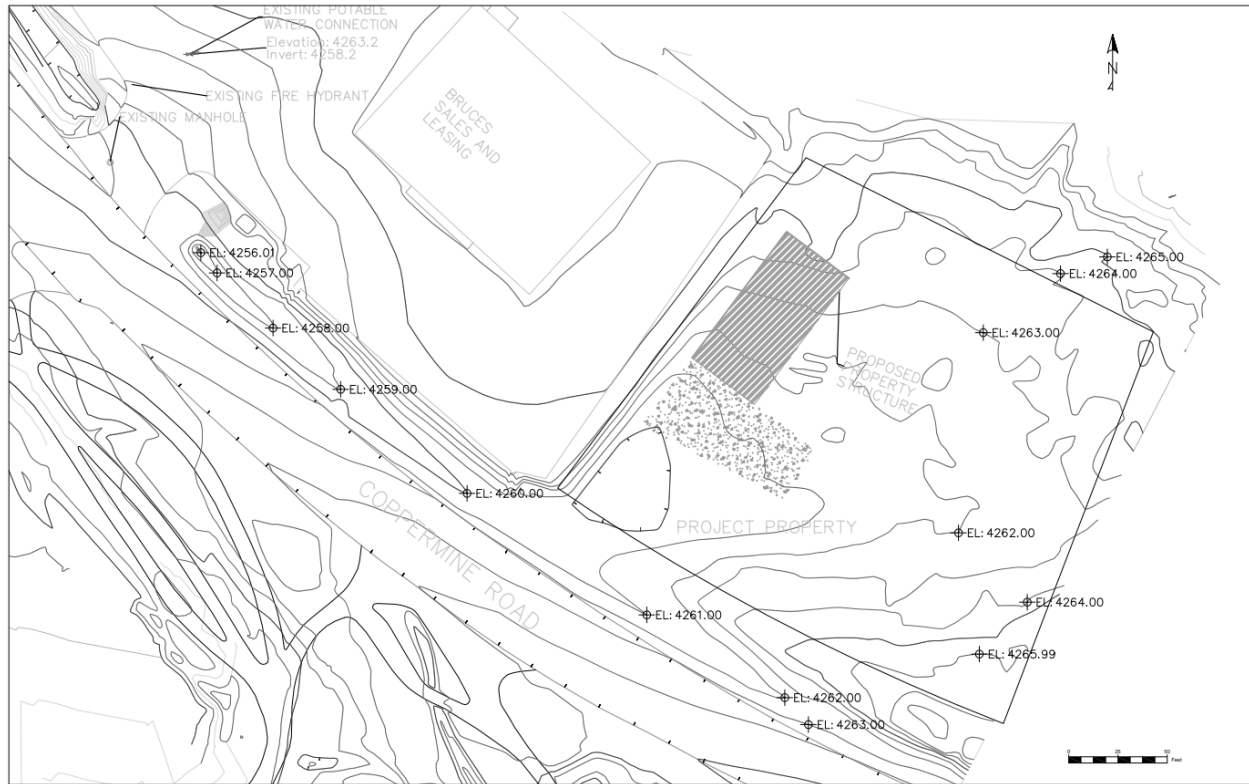 EXISTING POTABLE
WATER CONNECTION
Elevation: 4263.2
Invert: 4258.2
N
EXISTING FIRE HYDRANT
EXISTING MANHOLE
BRUCES
SALES AND
LEASING
EL: 4256.01
EL: 4257.00
EL: 4265.00
EL: 4264.00
EL: 4258.00
EL: 4263.00
PROPOSED
PROPERTY
STRUCTURE
EL: 4259.00
EL: 4260.00
COPPERMINE ROAD
PROJECT PROPERTY
EL: 4262.00
EL: 4261.00
EL: 4264.00
EL: 4265.99
EL: 4262.00
EL: 4263.00
0 25 50
Feet